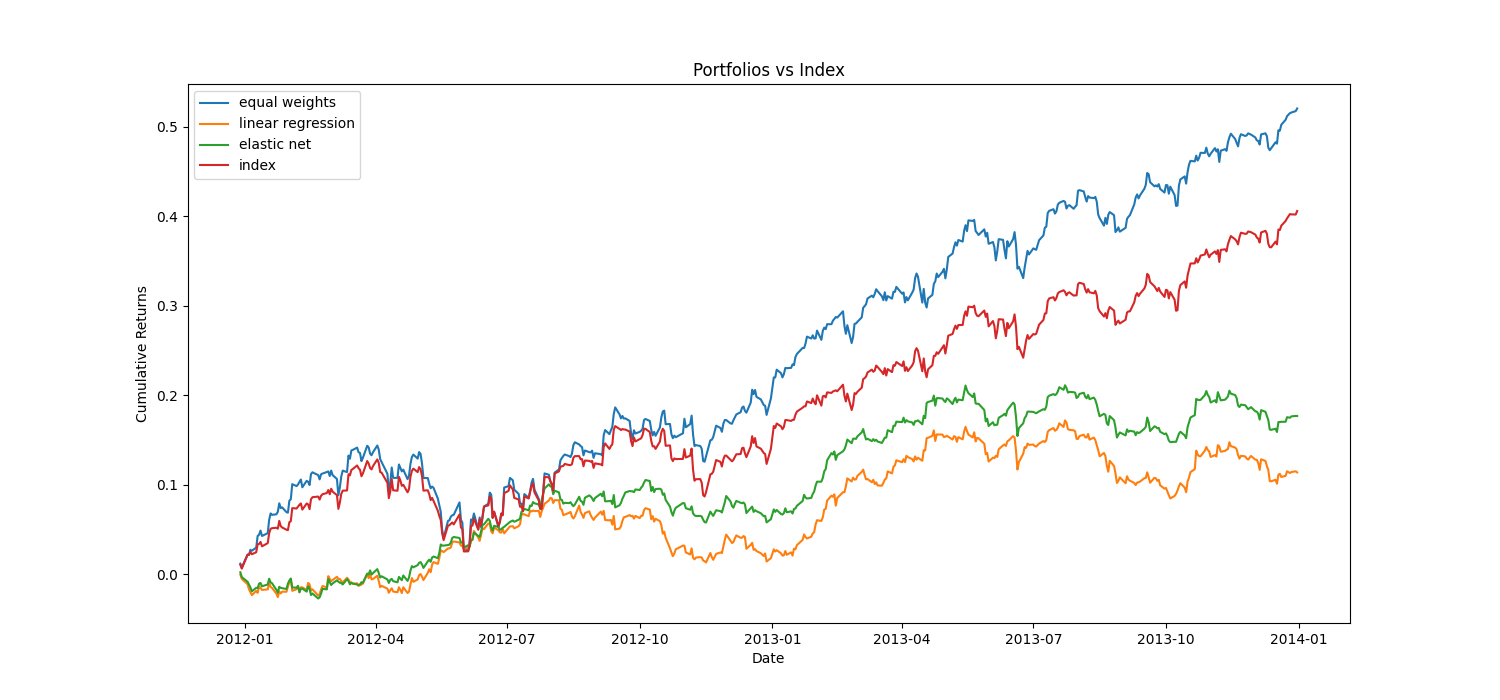 Portfolios vs Index
equal weights
linear regression
elastic net
index
Cumulative Returns
0.5
0.4
0.3
0.2
0.1
0.0
2012-01 2012-04 2012-07 2012-10 2013-01 2013-04 2013-07 2013-10 2014-01
Date